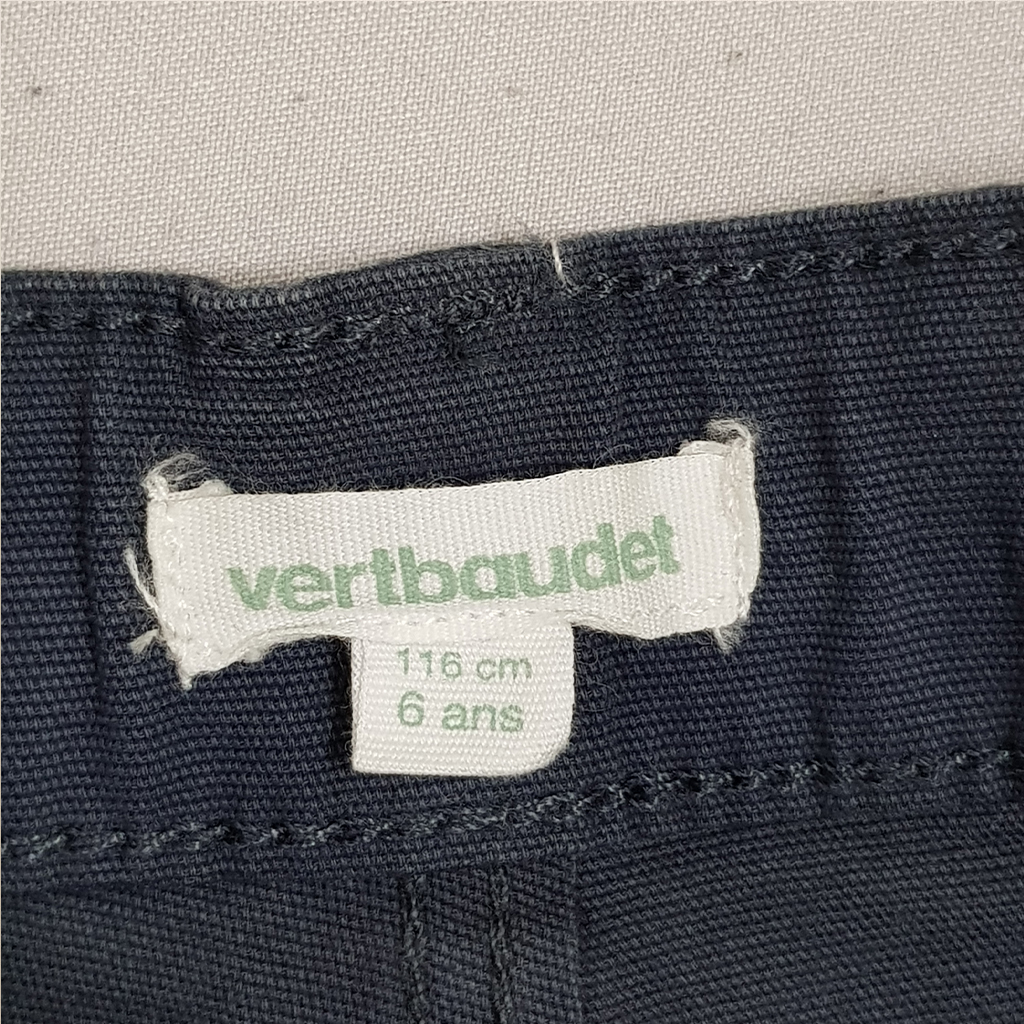 vertbaudet
116 cm
6 ans